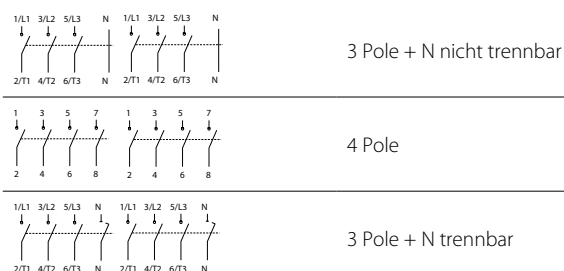 1/L1 3/L2 5/L3 N 1/L1 3/L2 5/L3 N
3 Pole + N nicht trennbar
2/T1 4/T2 6/T3 N 2/T1 4/T2 6/T3 N
1 3 5 7 1 3 5 7
4 Pole
2 4 6 8 2 4 6 8
1/L1 3/L2 5/L3 N 1/L1 3/L2 5/L3 N
3 Pole + N trennbar
2/T1 4/T2 6/T3 N 2/T1 4/T2 6/T3 N